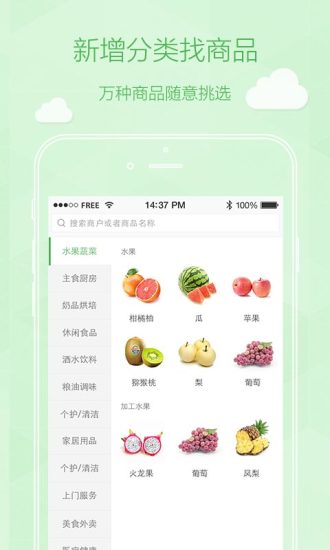 新增分类找商品
万种商品随意挑选
FREE
14:37 PM
100%
搜索商户或者商品名称
水果蔬菜
主食厨房
奶品烘培
休闲食品
酒水饮料
粮油调味
个护/清洁
家居用品
个护/清洁
上门服务
美食外卖
水果
柑橘柚
瓜
苹果
猕猴桃
梨
葡萄
加工水果
火龙果
葡萄
凤梨